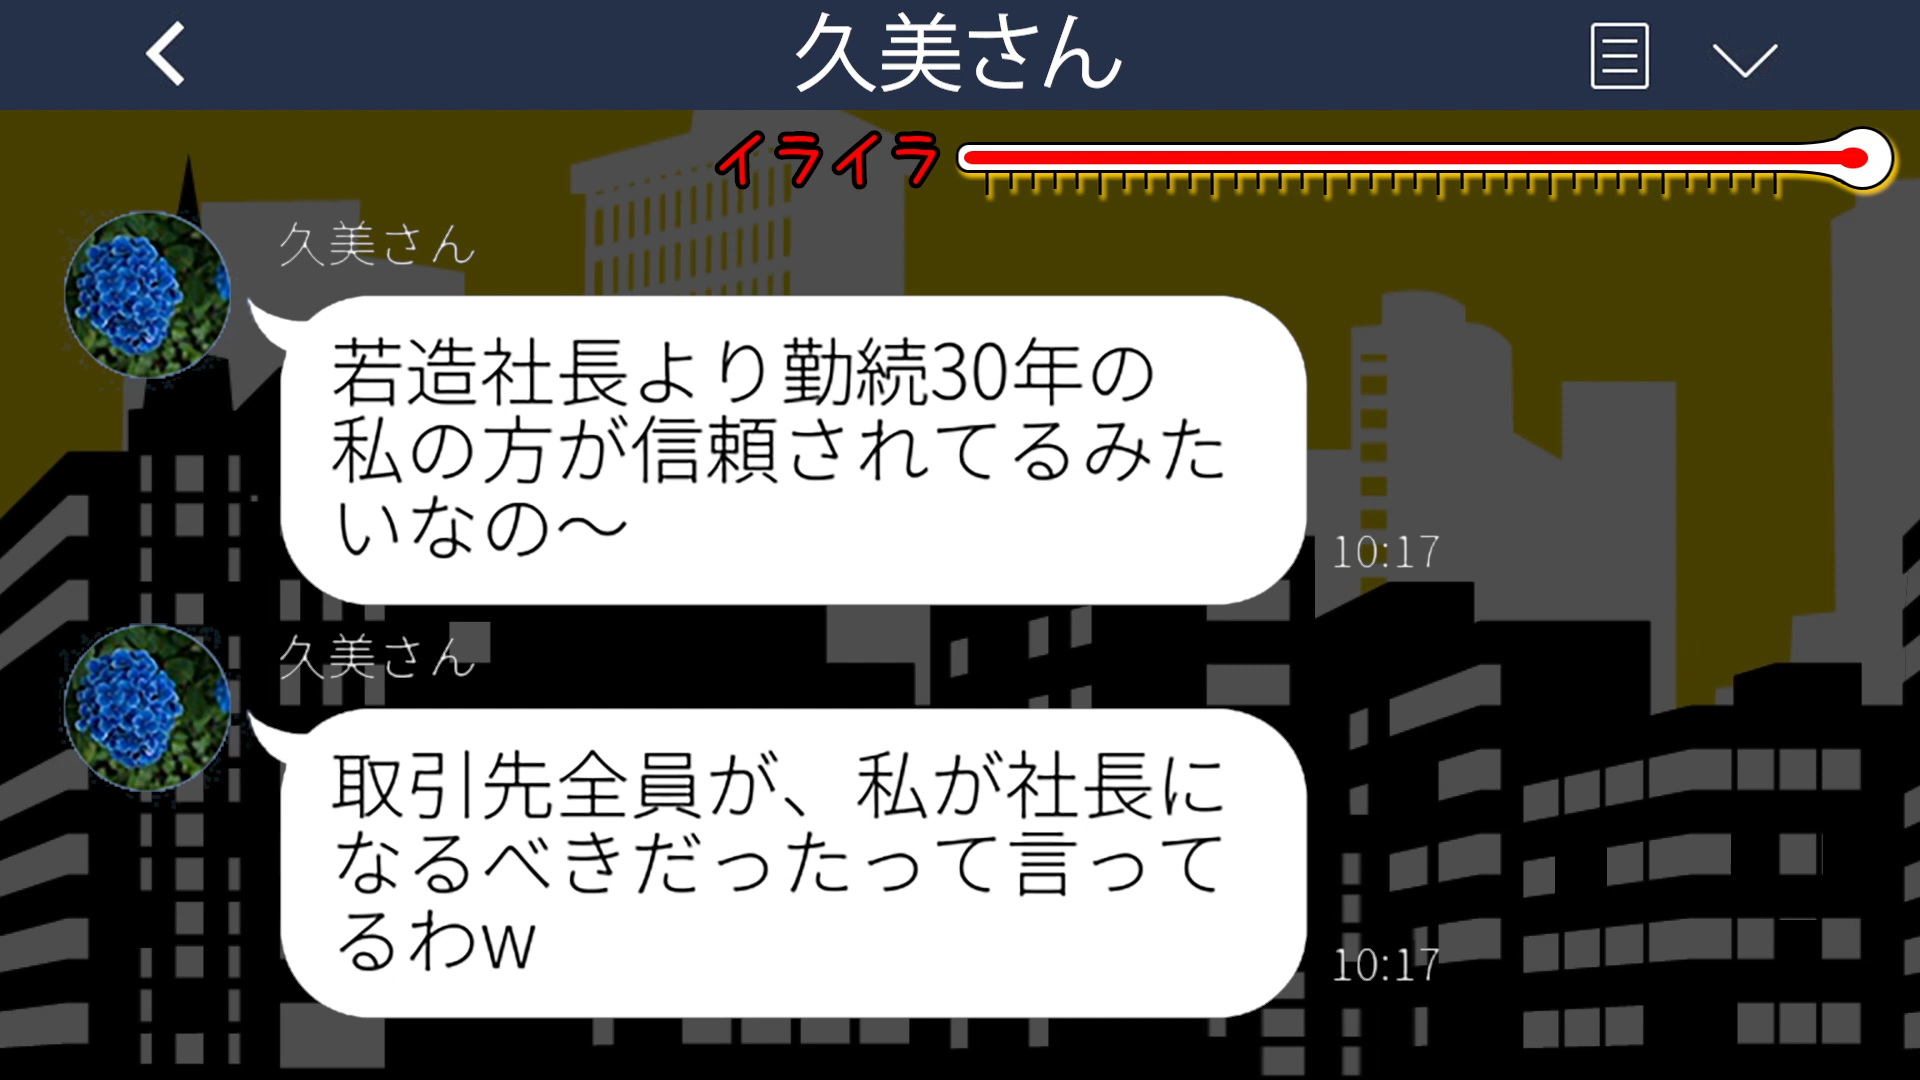 久美さん
イライラ
久美さん
若造社長より勤続30年の
私の方が信頼されてるみた
いなの〜
10:17
久美さん
取引先全員が、私が社長に
なるべきだったって言って
るわw
10:17